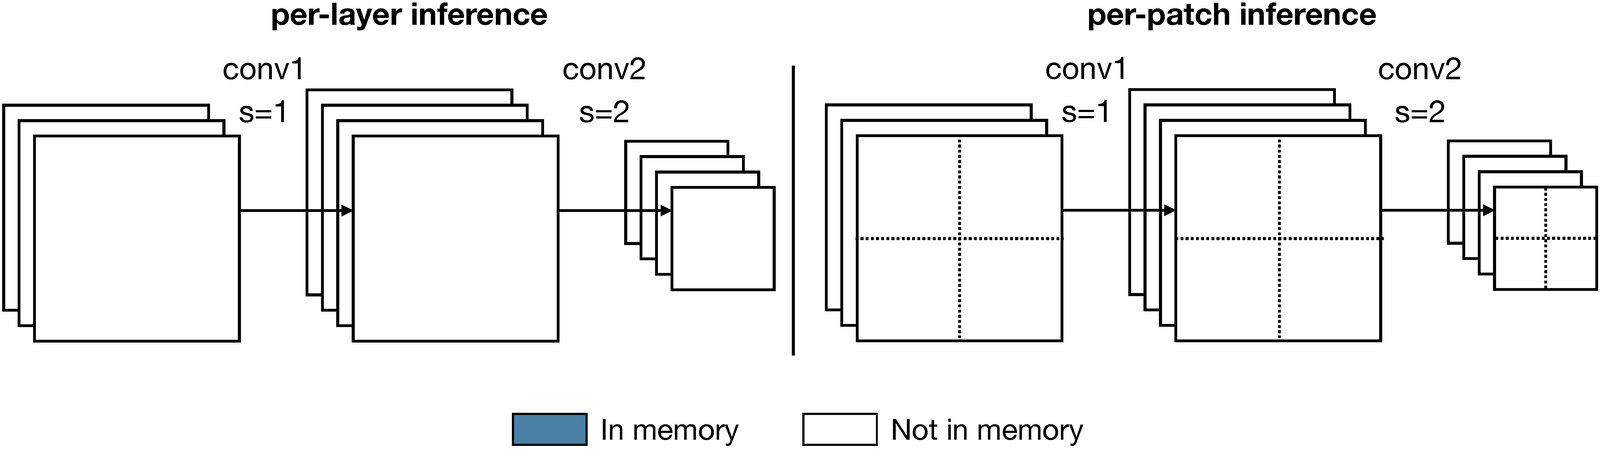 per-layer inference
conv1
s=1
conv2
s=2
per-patch inference
conv1
s=1
conv2
s=2
In memory
Not in memory